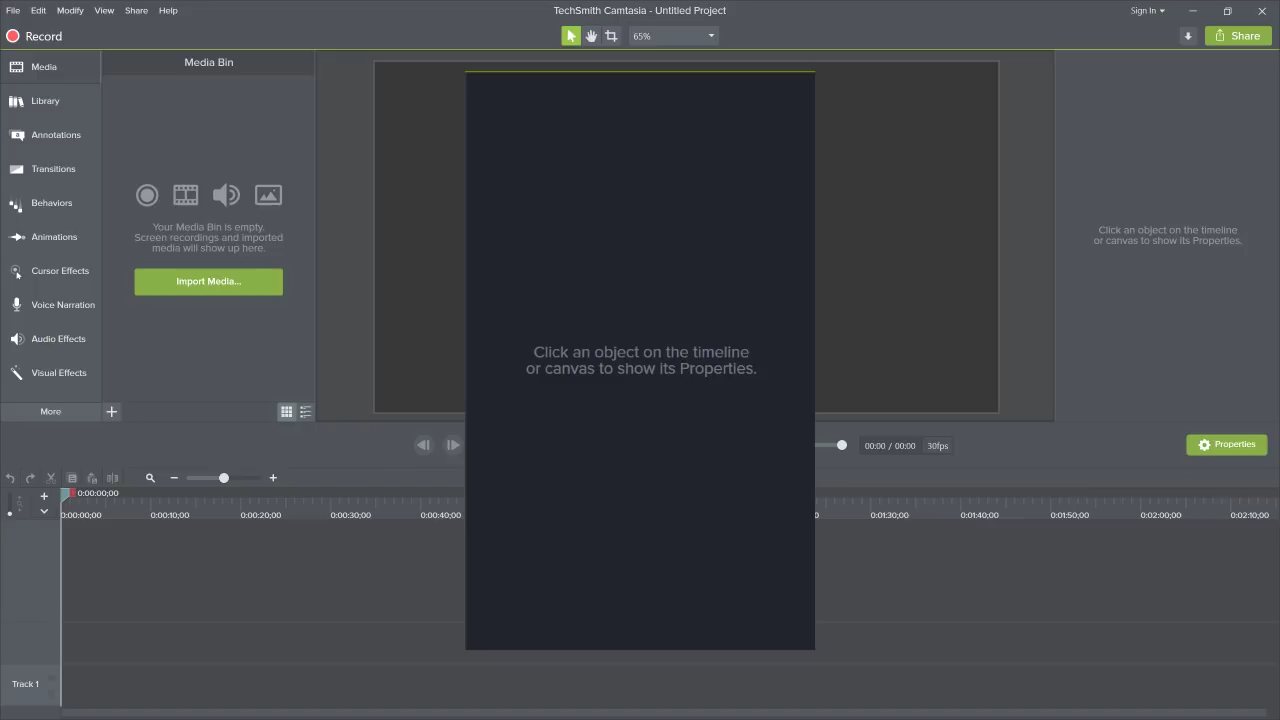 File Edit Modify View Share Help
TechSmith Camtasia - Untitled Project
Sign In
Record
65%
Share
Media
Library
Annotations
Transitions
Behaviors
Animations
Cursor Effects
Voice Narration
Audio Effects
Visual Effects
More
Media Bin
Your Media Bin is empty.
Screen recordings and imported
media will show up here.
Import Media...
Click an object on the timeline
or canvas to show its Properties.
Click an object on the timeline
or canvas to show its Properties.
00:00 / 00:00 30fps
Properties
0:00:00;00
0:00:00;00 0:00:10;00 0:00:20;00 0:00:30;00 0:00:40;00 0 0:01:30;00 0:01:40;00 0:01:50;00 0:02:00;00 0:02:10;00
Track 1